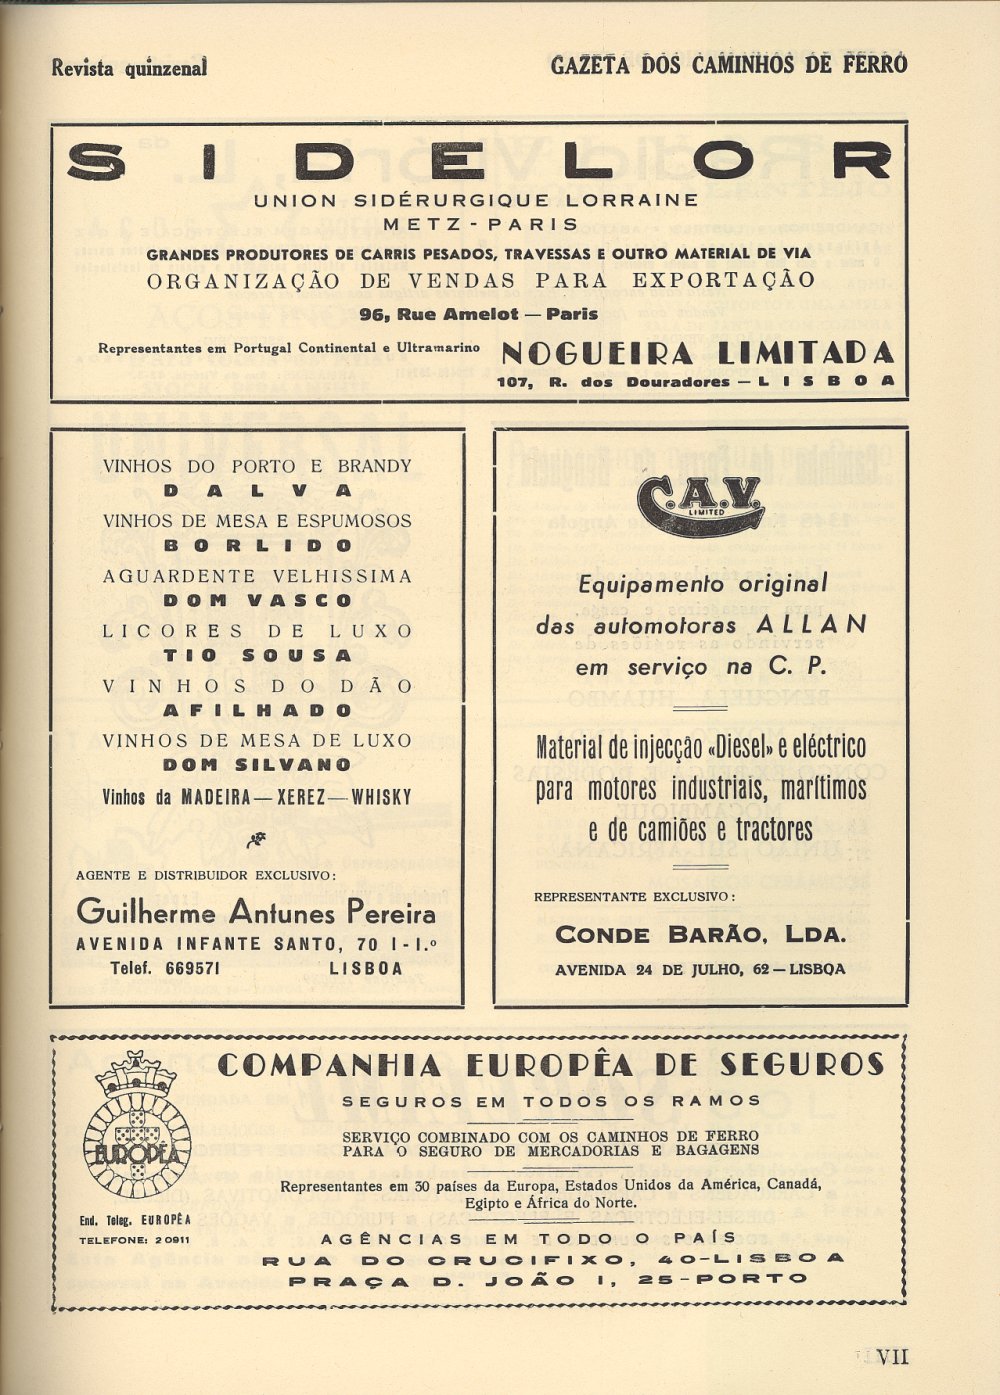 Revista quinzenal
GAZETA DOS CAMINHOS DE FERRO
SIDELOR
UNION SIDÉRURGIQUE LORRAINE
METZ - PARIS
GRANDES PRODUTORES DE CARRIS PESADOS, TRAVESSAS E OUTRO MATERIAL DE VIA
ORGANIZAÇÃO DE VENDAS PARA EXPORTAÇÃO
96, Rue Amelot — Paris
Representantes em Portugal Continental e Ultramarino
NOGUEIRA LIMITADA
107, R. dos Douradores — LISBOA
VINHOS DO PORTO E BRANDY
DALVA
VINHOS DE MESA E ESPUMOSOS
BORLIDO
AGUARDENTE VELHISSIMA
DOM VASCO
LICORES DE LUXO
TIO SOUSA
VINHOS DO DÃO
AFILHADO
VINHOS DE MESA DE LUXO
DOM SILVANO
Vinhos da MADEIRA — XEREZ — WHISKY
AGENTE E DISTRIBUIDOR EXCLUSIVO:
Guilherme Antunes Pereira
AVENIDA INFANTE SANTO, 70 I - I.º
Telef. 669571 LISBOA
C.A.V.
LIMITED
Equipamento original
das automotoras ALLAN
em serviço na C. P.
Material de injecção «Diesel» e eléctrico
para motores industriais, marítimos
e de camiões e tractores
REPRESENTANTE EXCLUSIVO:
CONDE BARÃO, LDA.
AVENIDA 24 DE JULHO, 62 — LISBOA
COMPANHIA EUROPÊA DE SEGUROS
SEGUROS EM TODOS OS RAMOS
SERVIÇO COMBINADO COM OS CAMINHOS DE FERRO
PARA O SEGURO DE MERCADORIAS E BAGAGENS
Representantes em 30 países da Europa, Estados Unidos da América, Canadá,
Egipto e África do Norte.
EUROPÊA
End. Teleg. EUROPÊA
TELEFONE: 20911
AGÊNCIAS EM TODO O PAÍS
RUA DO CRUCIFIXO, 40-LISBOA
PRAÇA D. JOÃO I, 25-PORTO
VII